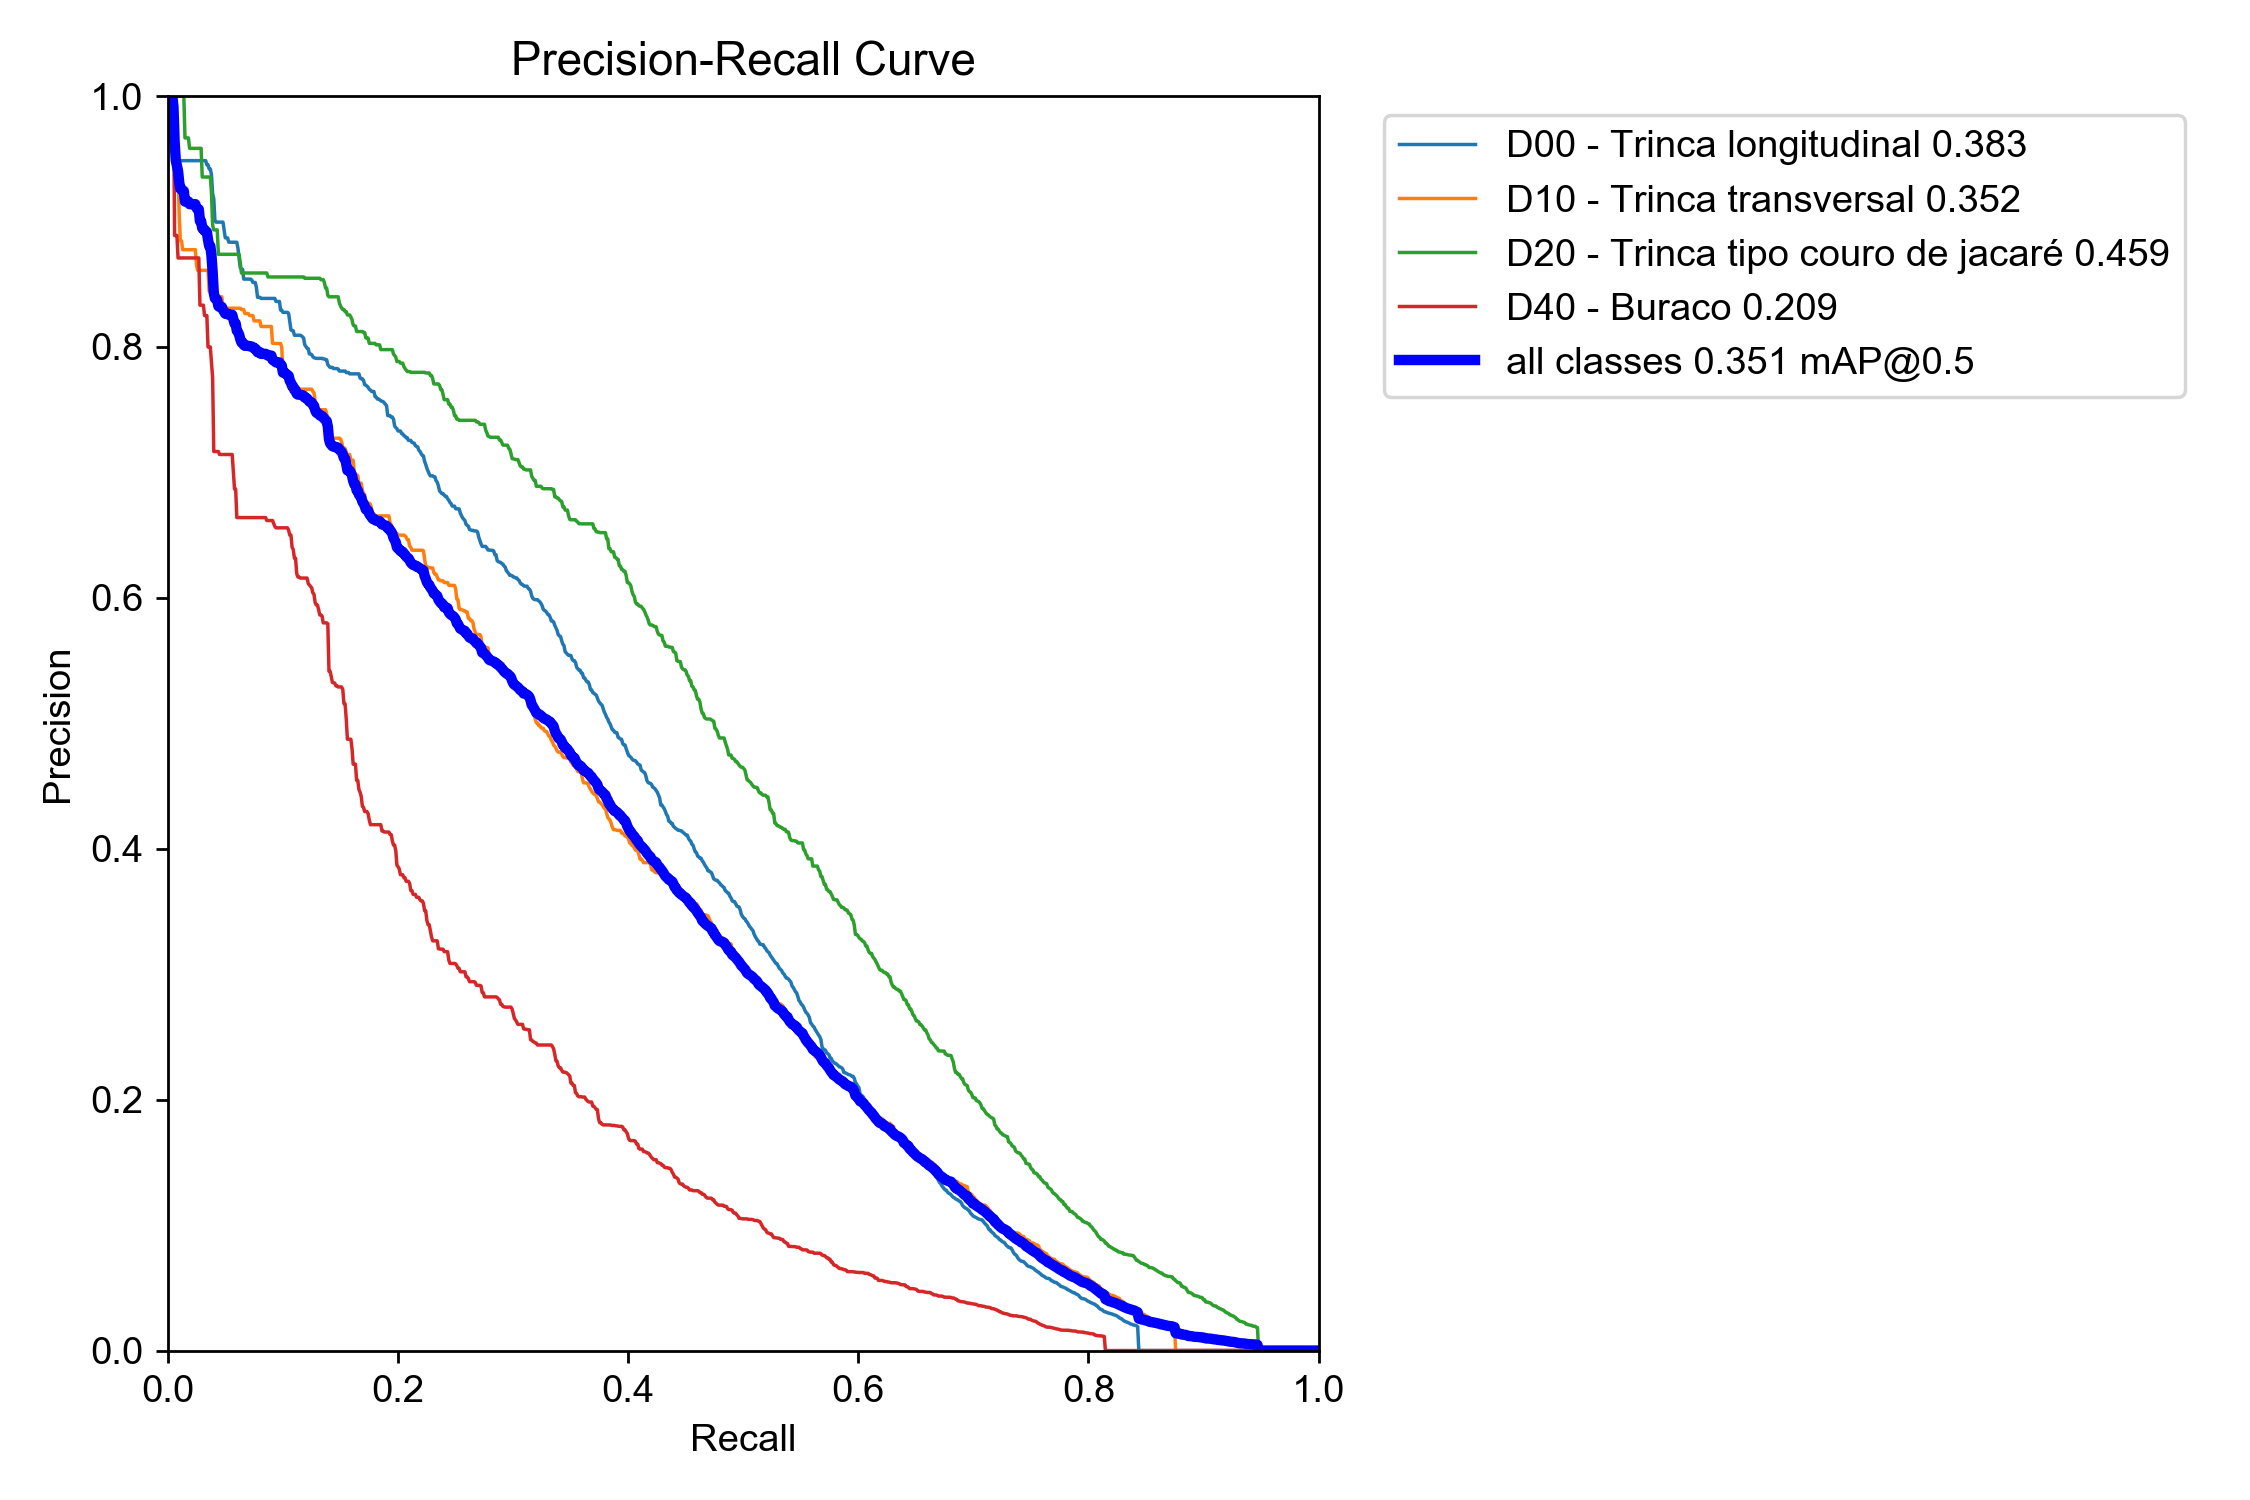 Precision-Recall Curve
1.0
0.8
0.6
0.4
0.2
0.0
Precision
0.0 0.2 0.4 0.6 0.8 1.0
Recall
D00 - Trinca longitudinal 0.383
D10 - Trinca transversal 0.352
D20 - Trinca tipo couro de jacaré 0.459
D40 - Buraco 0.209
all classes 0.351 mAP@0.5